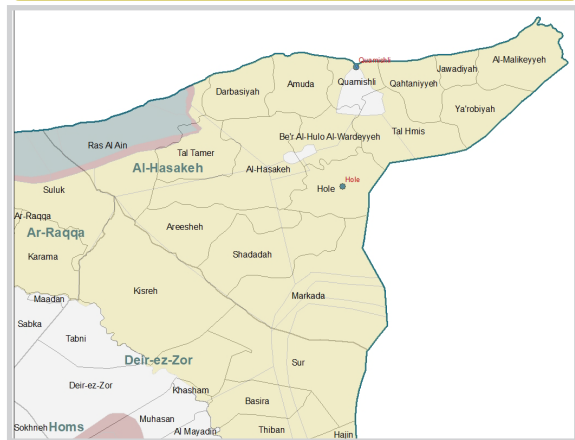 Quamishli
Al-Malikeyyeh
Jawadiyah
Quamishli
Qahtaniyyeh
Amuda
Darbasiyah
Ya'robiyah
Tal Hmis
Be'r Al-Hulo Al-Wardeyyeh
Ras Al Ain
Tal Tamer
Al-Hasakeh
Al-Hasakeh
Hole
Hole
Suluk
Ar-Raqqa
Areesheh
Ar-Raqqa
Karama
Shadadah
Kisreh
Markada
Maadan
Sabka
Tabni
Deir-ez-Zor
Sur
Deir-ez-Zor
Khasham
Basira
Muhasan
Sokhneh
Homs
Al Mayadin
Thiban
Hajin